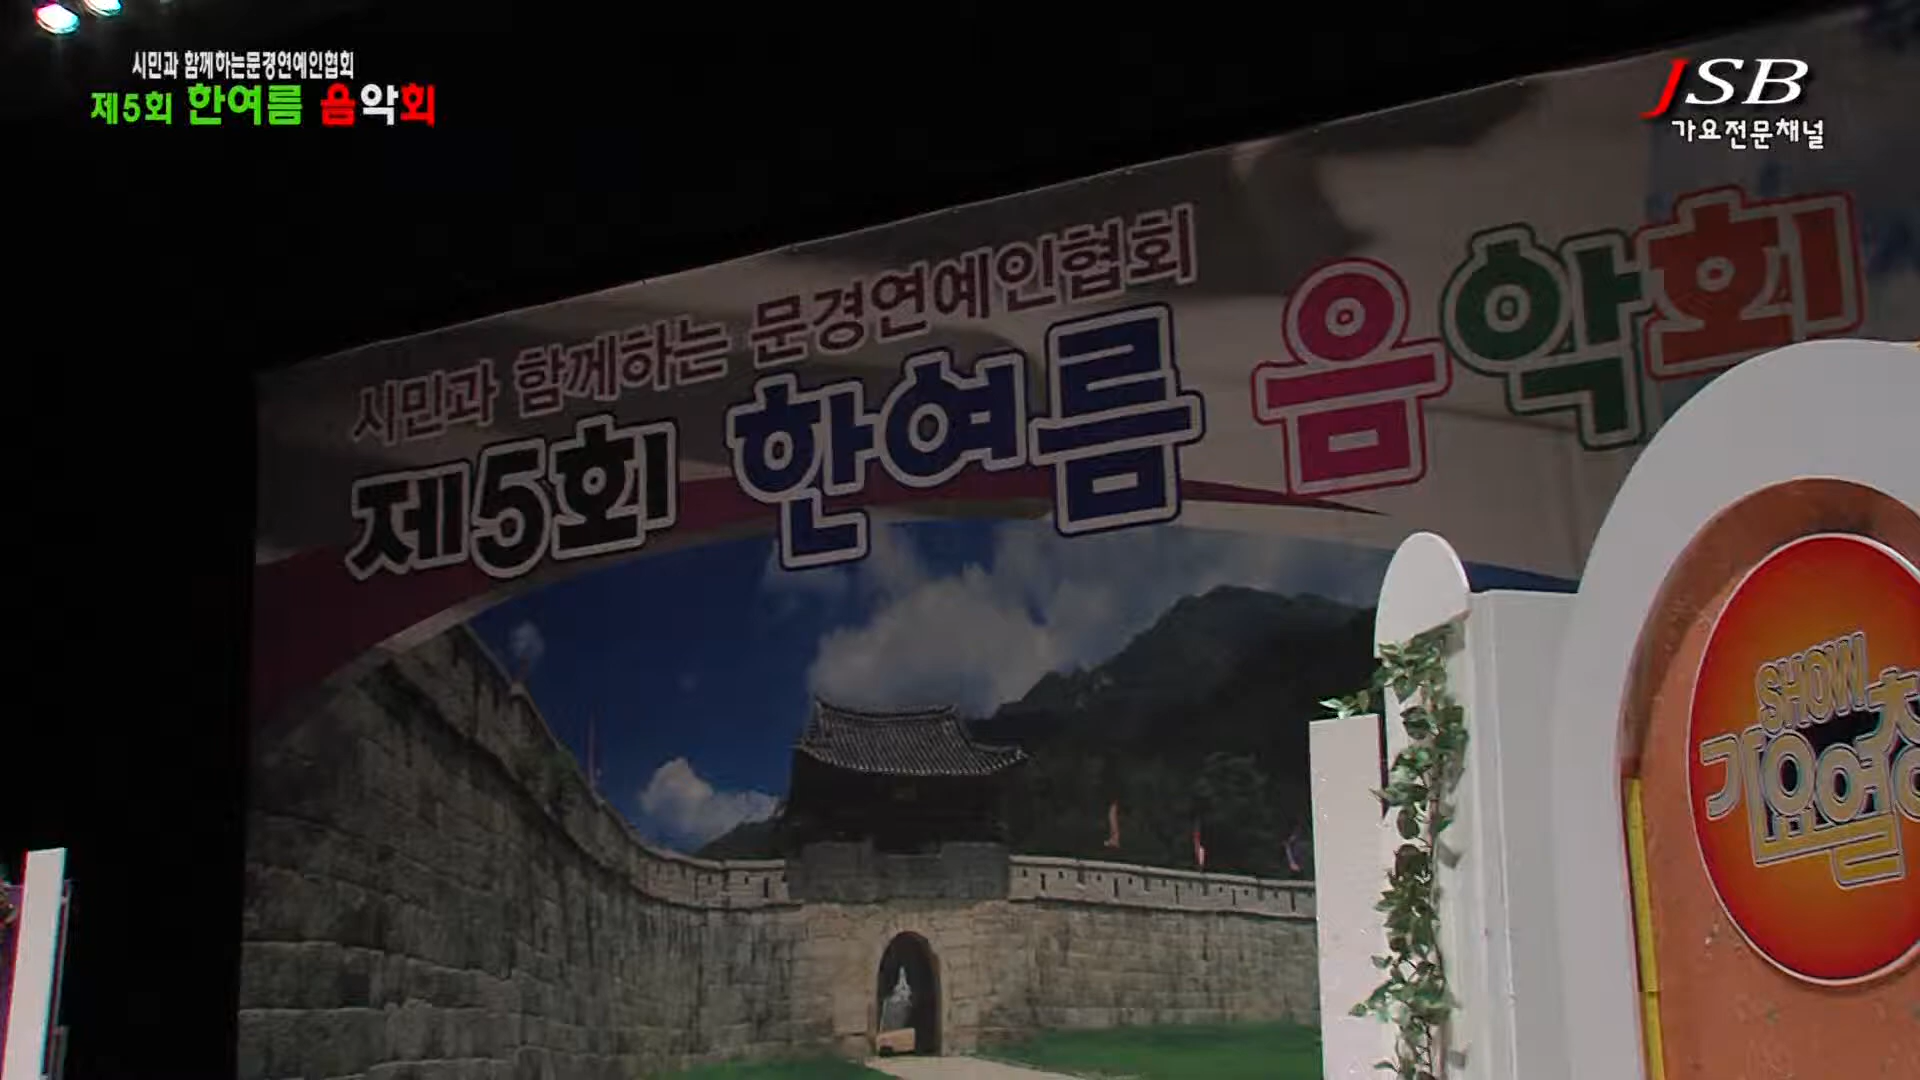 시민과 함께하는문경연예인협회
제5회 한여름 음악회
JSB
가요전문채널
시민과 함께하는 문경연예인협회
제5회 한여름 음악회
SHOW
가요열